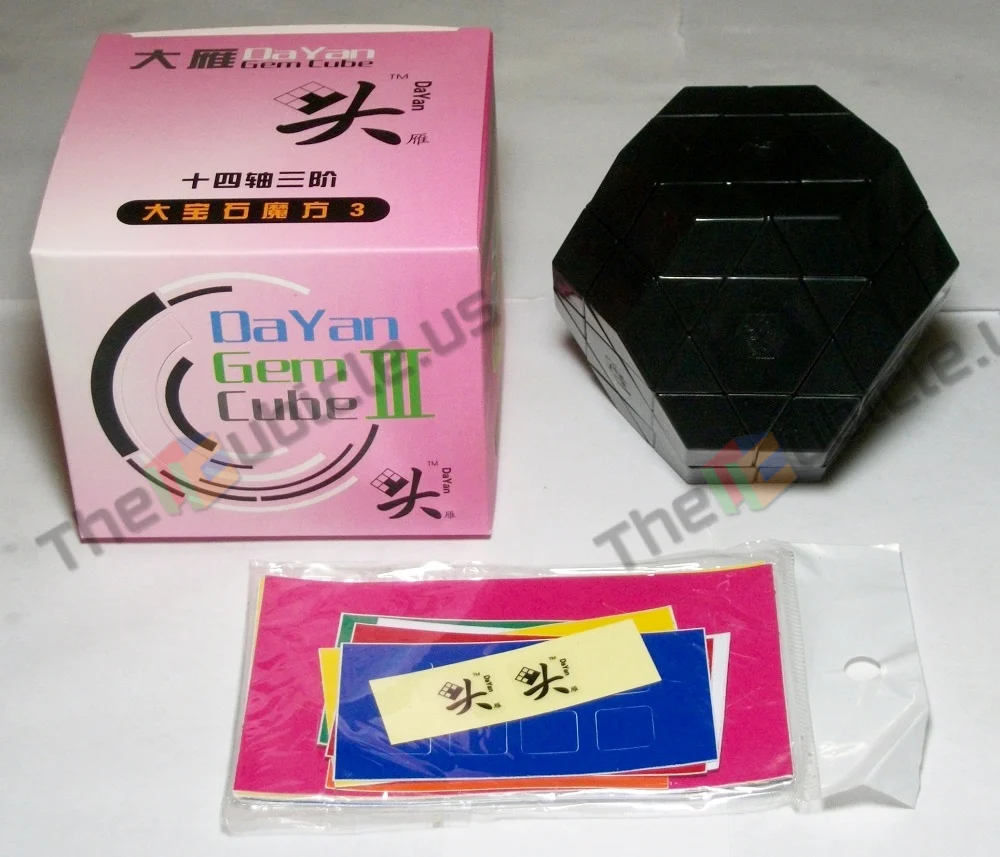 大雁 DaYan
Gem Cube
头 TM
DaYan
雁
十四轴三阶
大宝石魔方 3
DaYan
Gem
Cube III
头 TM
DaYan
雁
TheCubicle.us
TheCubicle.us
头 TM
DaYan
雁
头 TM
DaYan
雁